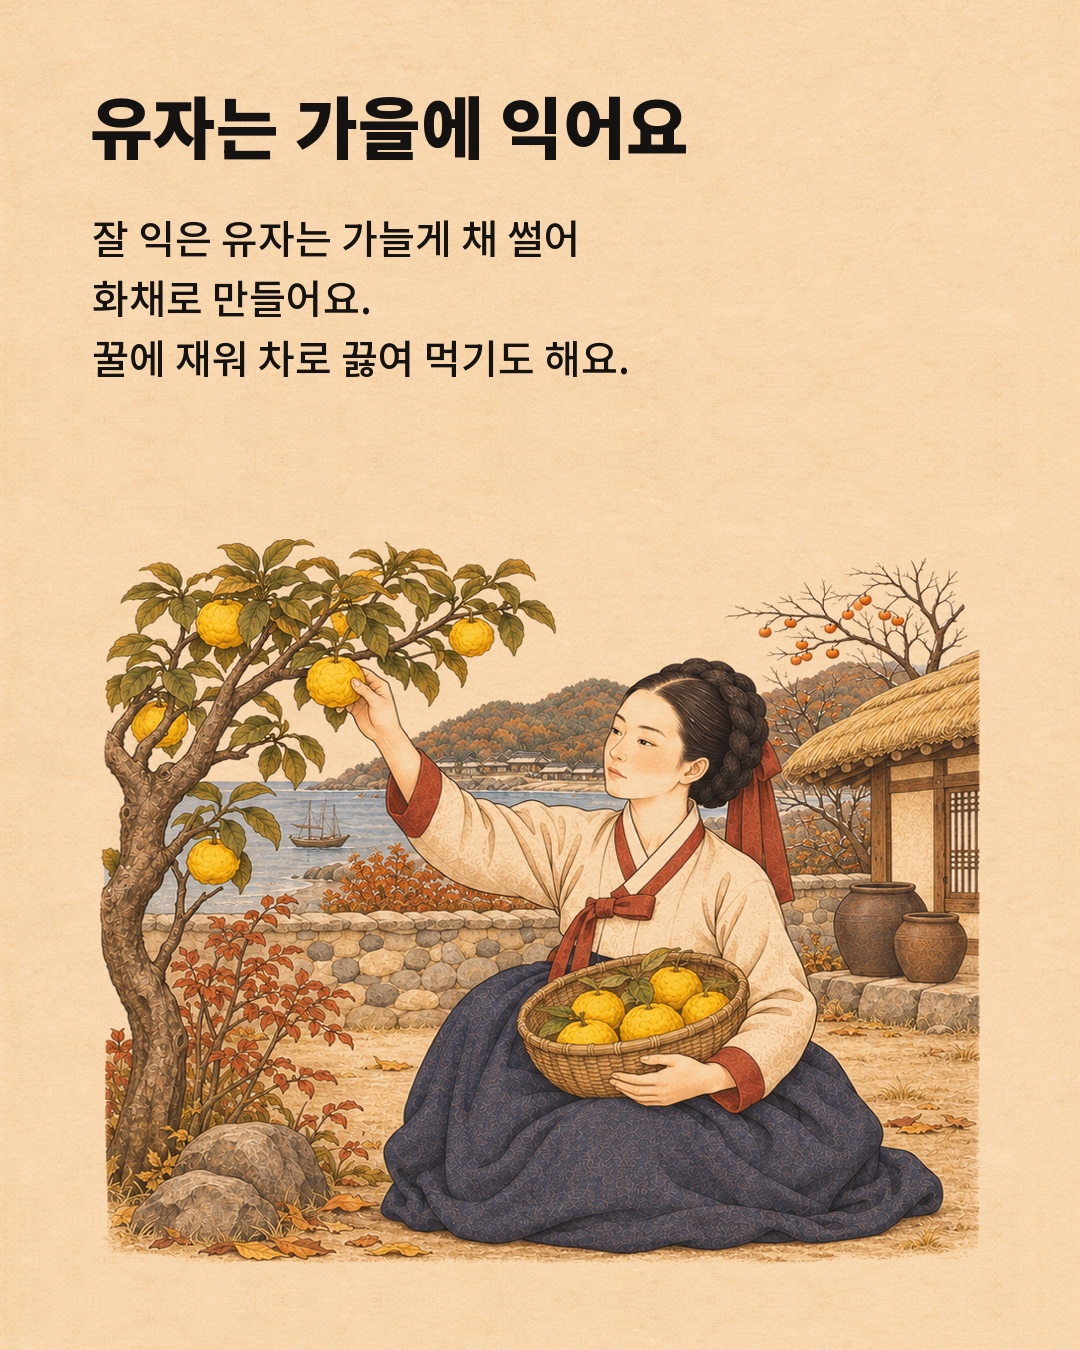 유자는 가을에 익어요
잘 익은 유자는 가늘게 채 썰어
화채로 만들어요.
꿀에 재워 차로 끓여 먹기도 해요.